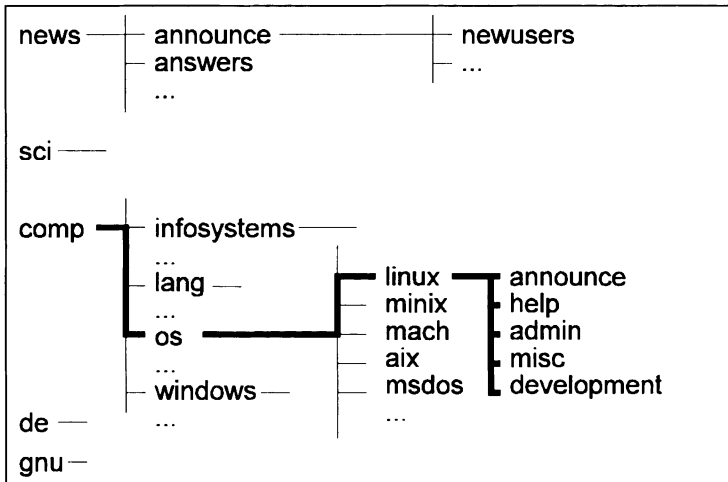 news announce newusers
answers ...
...
sci
comp infosystems
...
linux announce
lang minix help
...
os mach admin
... aix misc
windows msdos development
de ... ...
gnu